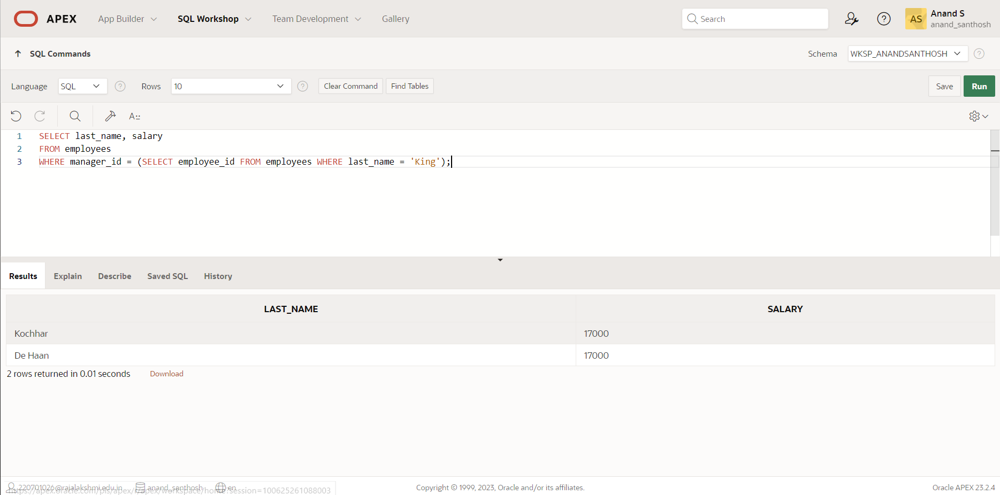 APEX App Builder SQL Workshop Team Development Gallery Search AS Anand S
anand_santhosh
SQL Commands Schema WKSP_ANANDSANTHOSH ?
Language SQL ? Rows 10 ? Clear Command Find Tables Save Run
A::
1 SELECT last_name, salary
2 FROM employees
3 WHERE manager_id = (SELECT employee_id FROM employees WHERE last_name = 'King');
Results Explain Describe Saved SQL History
LAST_NAME SALARY
Kochhar 17000
De Haan 17000
2 rows returned in 0.01 seconds Download
220701026@rajalakshmi.edu.in anand_santhosh en Copyright © 1999, 2023, Oracle and/or its affiliates. Oracle APEX 23.2.4
https://apex.oracle.com/pls/apex/r/apex/workspace/home?session=100625261088003